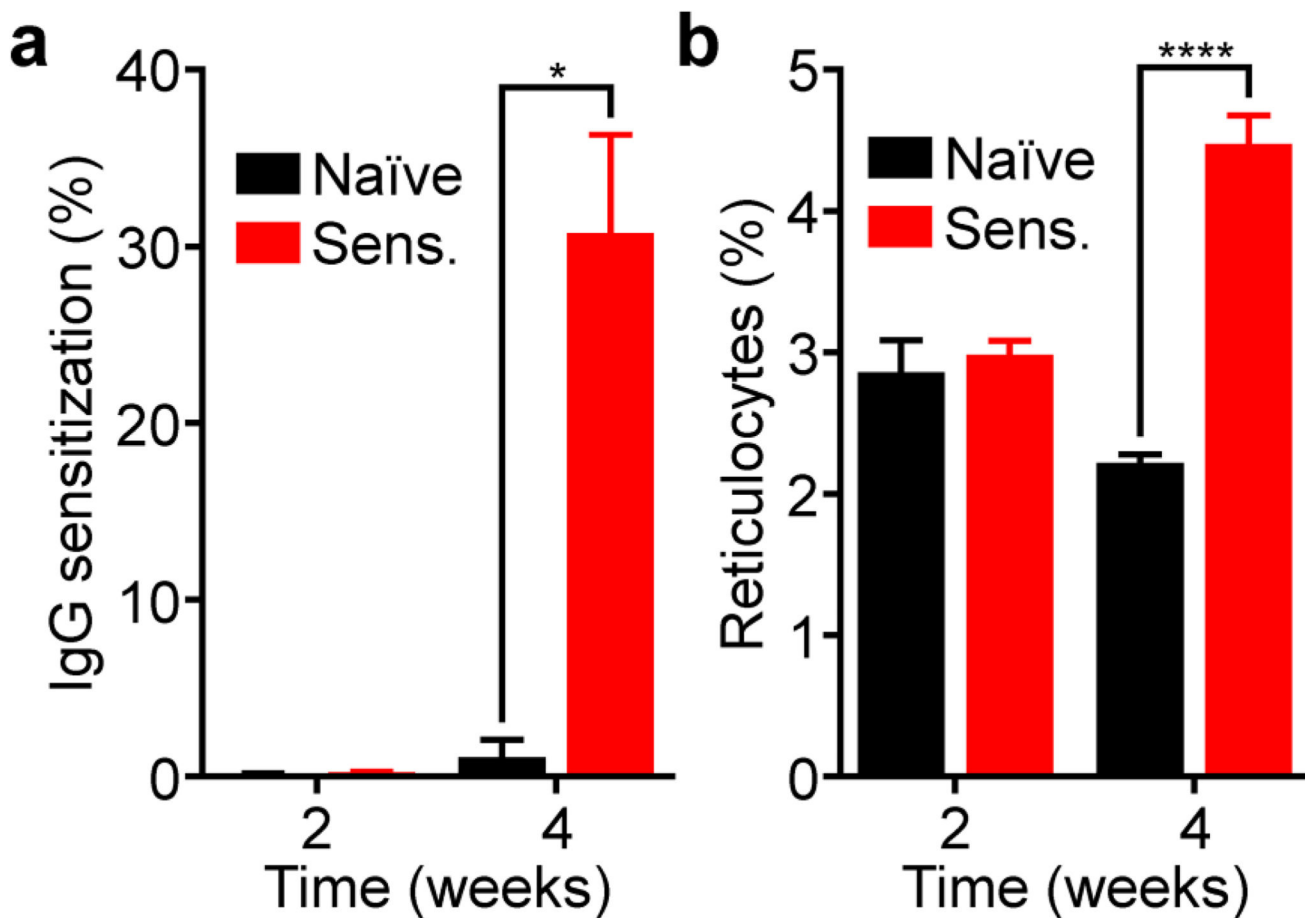 a
*
40
30
20
10
0
IgG sensitization (%)
Naïve
Sens.
2
4
Time (weeks)
b
****
5
4
3
2
1
0
Reticulocytes (%)
Naïve
Sens.
2
4
Time (weeks)